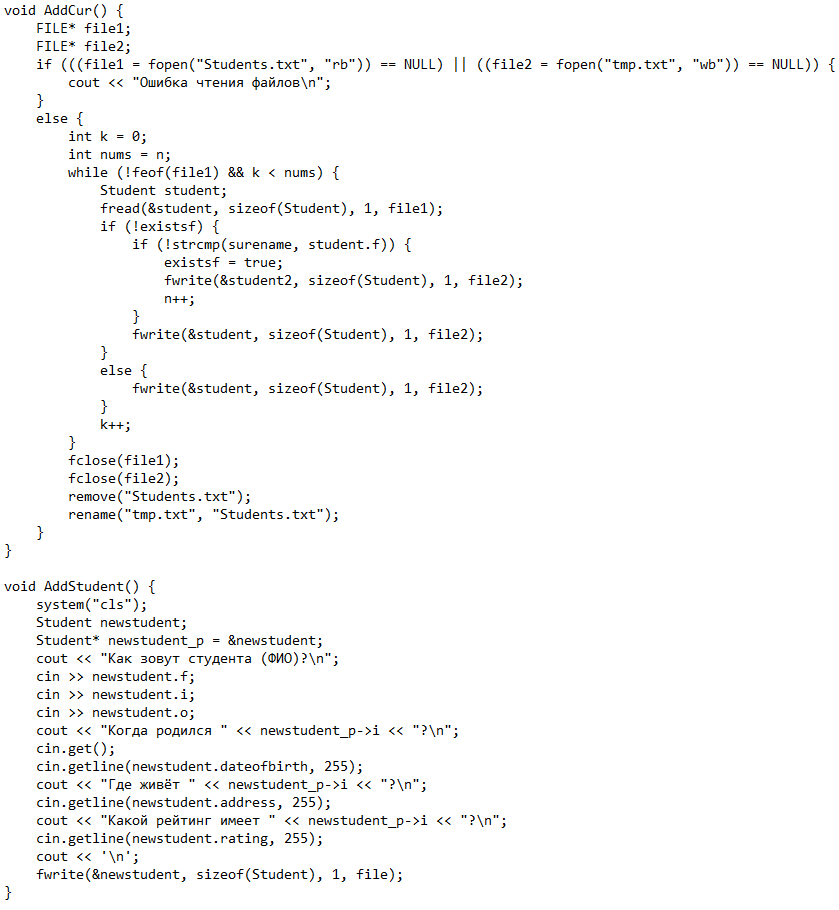 void AddCur() {
    FILE* file1;
    FILE* file2;
    if (((file1 = fopen("Students.txt", "rb")) == NULL) || ((file2 = fopen("tmp.txt", "wb")) == NULL)) {
        cout << "Ошибка чтения файлов\n";
    }
    else {
        int k = 0;
        int nums = n;
        while (!feof(file1) && k < nums) {
            Student student;
            fread(&student, sizeof(Student), 1, file1);
            if (!existsf) {
                if (!strcmp(surename, student.f)) {
                    existsf = true;
                    fwrite(&student2, sizeof(Student), 1, file2);
                    n++;
                }
                fwrite(&student, sizeof(Student), 1, file2);
            }
            else {
                fwrite(&student, sizeof(Student), 1, file2);
            }
            k++;
        }
        fclose(file1);
        fclose(file2);
        remove("Students.txt");
        rename("tmp.txt", "Students.txt");
    }
}

void AddStudent() {
    system("cls");
    Student newstudent;
    Student* newstudent_p = &newstudent;
    cout << "Как зовут студента (ФИО)?\n";
    cin >> newstudent.f;
    cin >> newstudent.i;
    cin >> newstudent.o;
    cout << "Когда родился " << newstudent_p->i << "?\n";
    cin.get();
    cin.getline(newstudent.dateofbirth, 255);
    cout << "Где живёт " << newstudent_p->i << "?\n";
    cin.getline(newstudent.address, 255);
    cout << "Какой рейтинг имеет " << newstudent_p->i << "?\n";
    cin.getline(newstudent.rating, 255);
    cout << '\n';
    fwrite(&newstudent, sizeof(Student), 1, file);
}